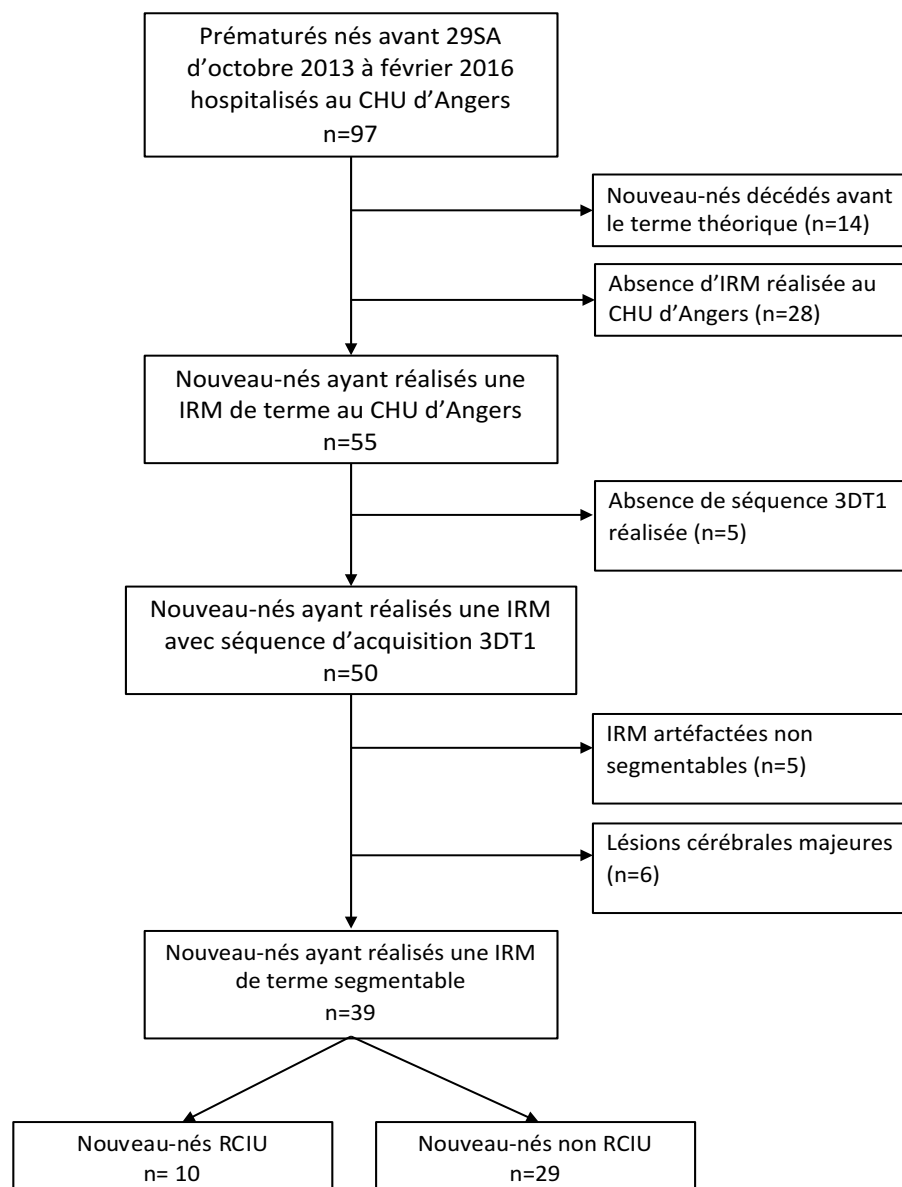 Prématurés nés avant 29SA
d'octobre 2013 à février 2016
hospitalisés au CHU d'Angers
n=97
Nouveau-nés décédés avant
le terme théorique (n=14)
Absence d'IRM réalisée au
CHU d'Angers (n=28)
Nouveau-nés ayant réalisés une
IRM de terme au CHU d'Angers
n=55
Absence de séquence 3DT1
réalisée (n=5)
Nouveau-nés ayant réalisés une IRM
avec séquence d'acquisition 3DT1
n=50
IRM artéfactées non
segmentables (n=5)
Lésions cérébrales majeures
(n=6)
Nouveau-nés ayant réalisés une IRM
de terme segmentable
n=39
Nouveau-nés RCIU
n= 10
Nouveau-nés non RCIU
n=29